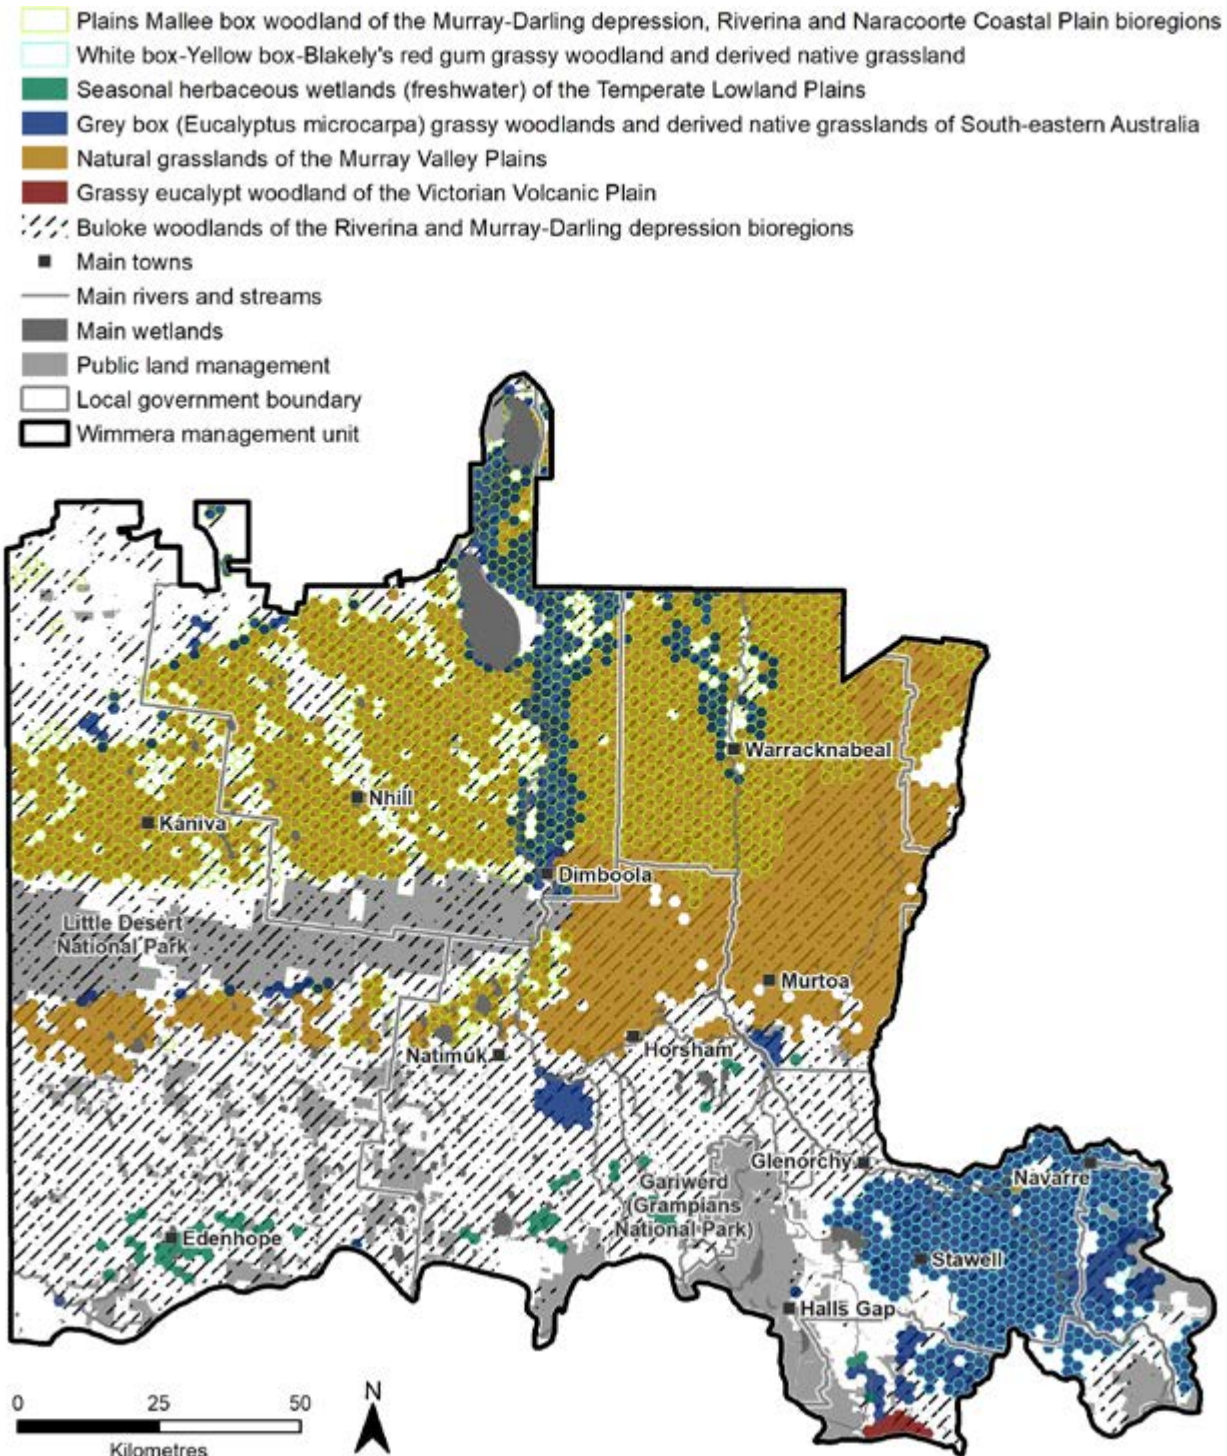 Plains Mallee box woodland of the Murray-Darling depression, Riverina and Naracoorte Coastal Plain bioregions
White box-Yellow box-Blakely's red gum grassy woodland and derived native grassland
Seasonal herbaceous wetlands (freshwater) of the Temperate Lowland Plains
Grey box (Eucalyptus microcarpa) grassy woodlands and derived native grasslands of South-eastern Australia
Natural grasslands of the Murray Valley Plains
Grassy eucalypt woodland of the Victorian Volcanic Plain
Buloke woodlands of the Riverina and Murray-Darling depression bioregions
Main towns
Main rivers and streams
Main wetlands
Public land management
Local government boundary
Wimmera management unit
Warracknabeal
Nhill
Kaniva
Dimboola
Little Desert
National Park
Murtoa
Horsham
Natimuk
Glenorchy
Navarre
Gariwerd
(Grampians
National Park)
Edenhope
Stawell
Halls Gap
0 25 50
Kilometres
N